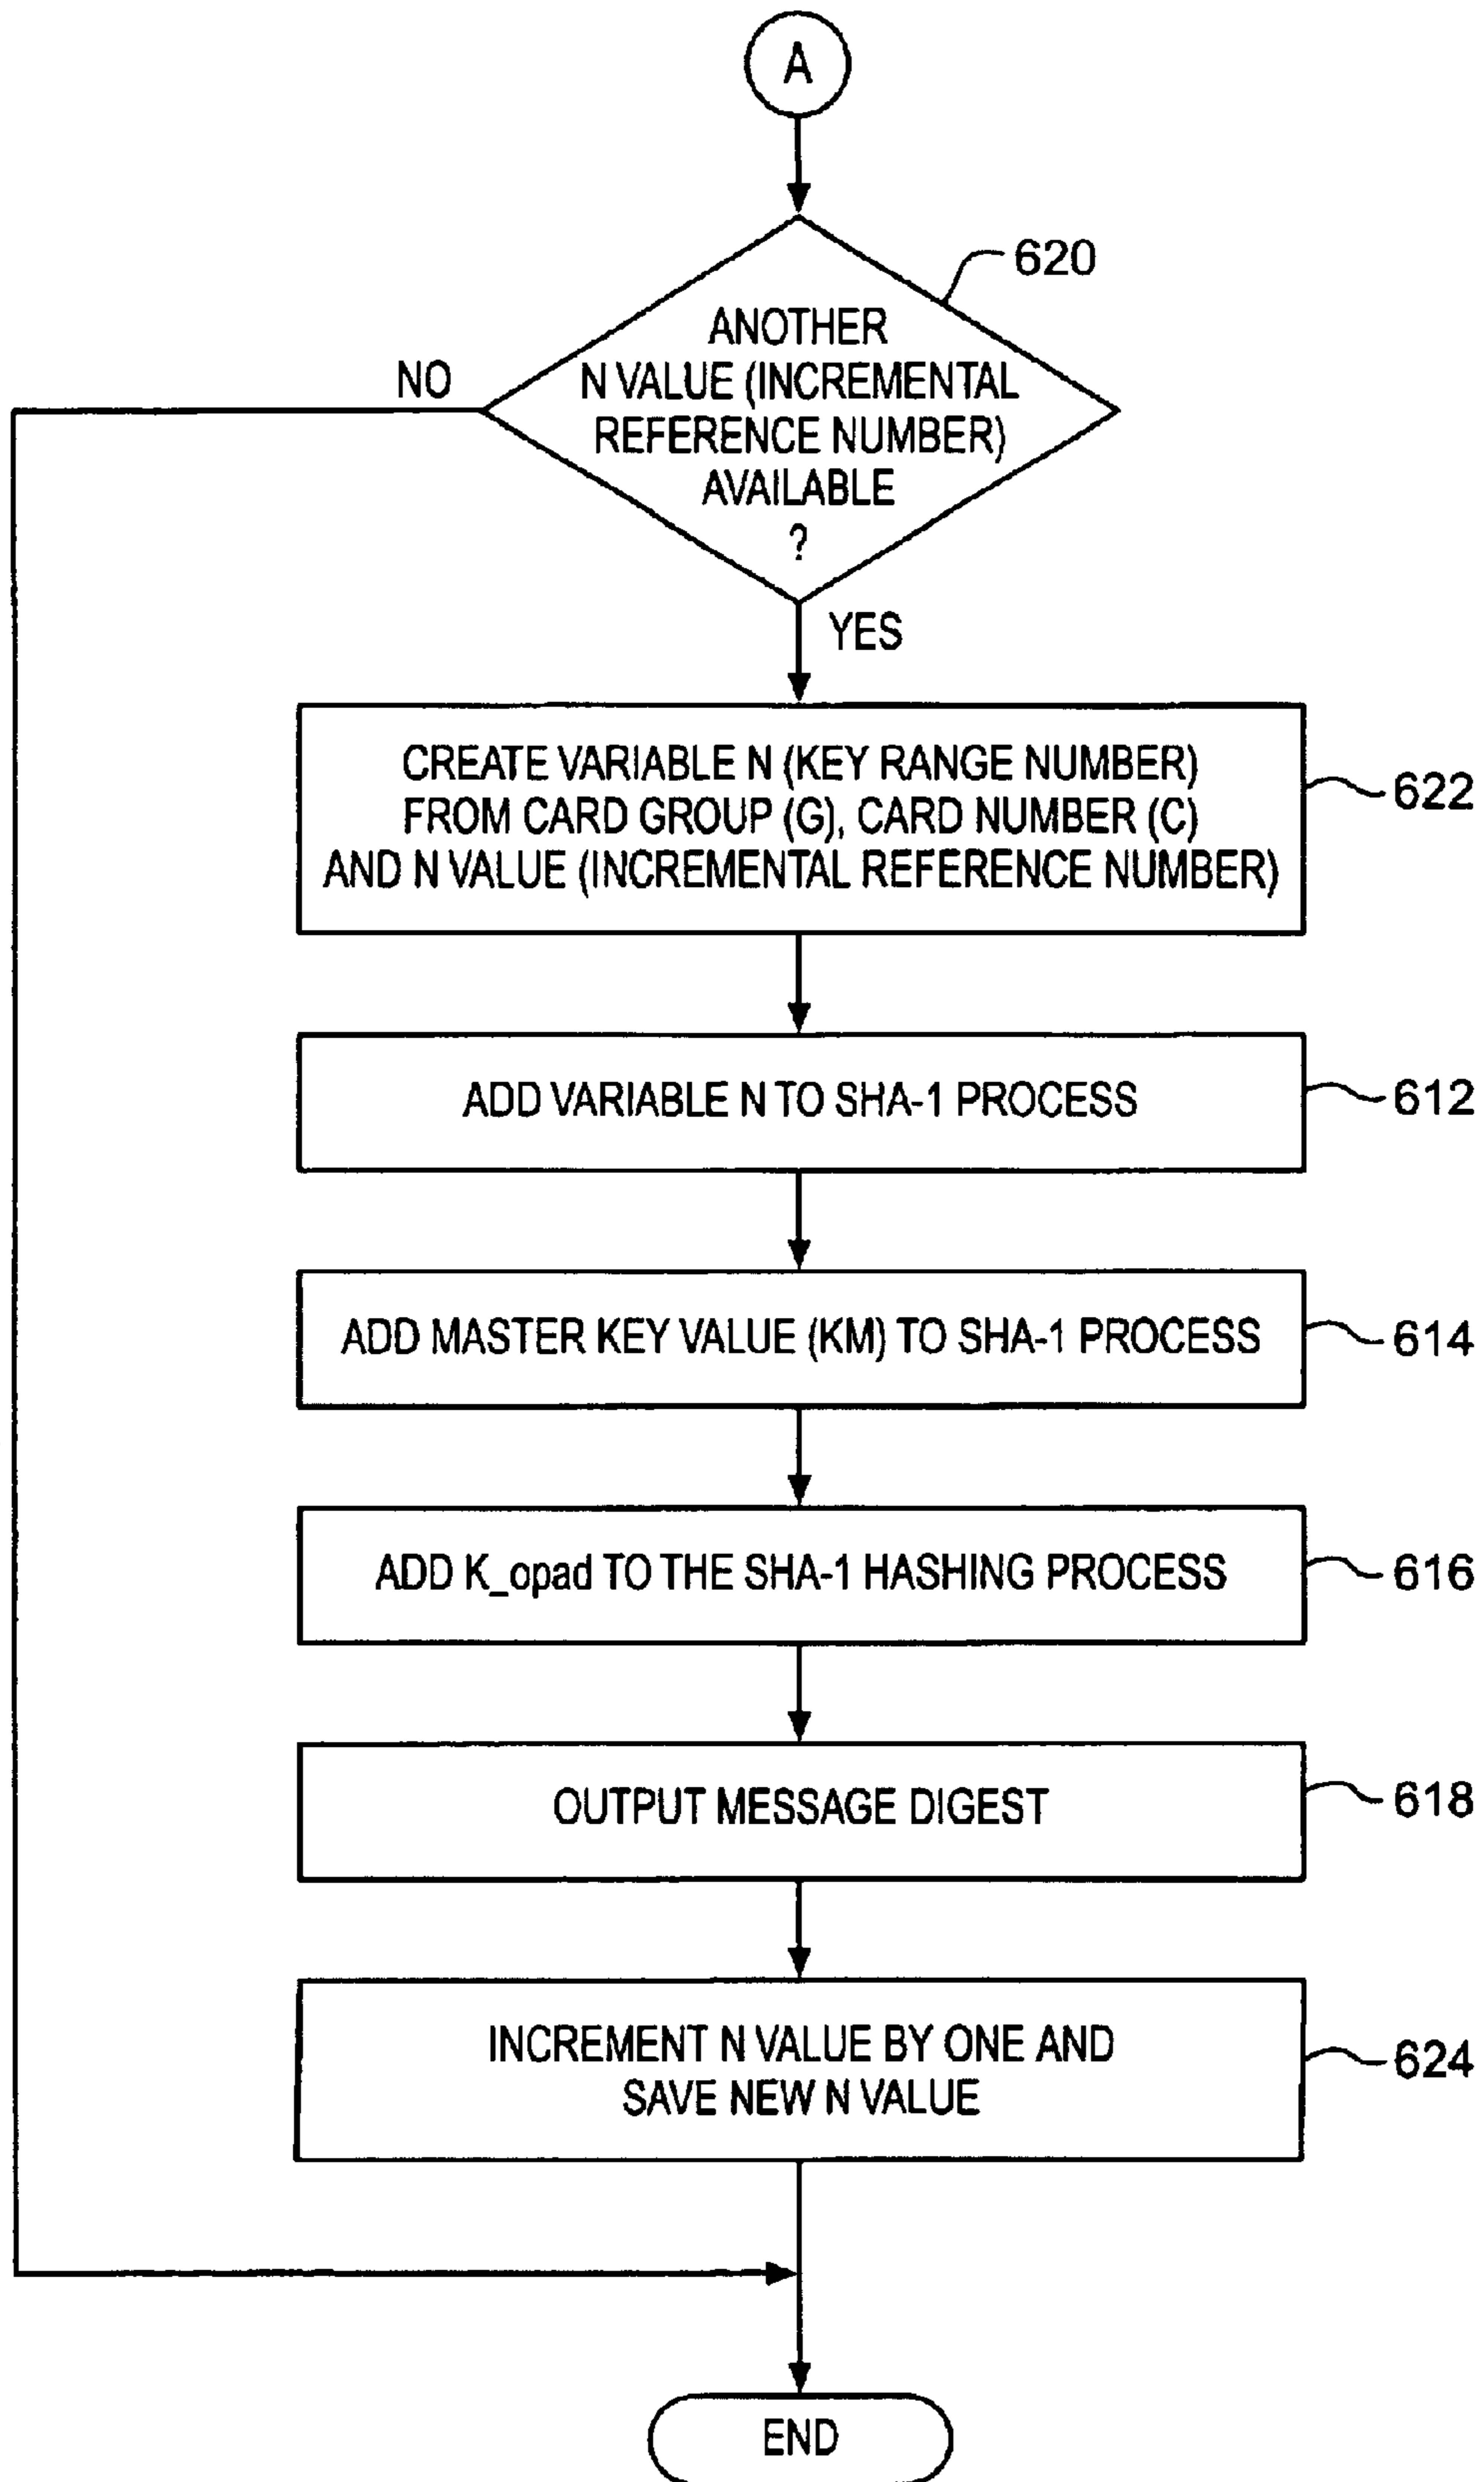 A
620
ANOTHER
N VALUE (INCREMENTAL
REFERENCE NUMBER)
AVAILABLE
?
NO
YES
CREATE VARIABLE N (KEY RANGE NUMBER)
FROM CARD GROUP (G), CARD NUMBER (C)
AND N VALUE (INCREMENTAL REFERENCE NUMBER)
622
ADD VARIABLE N TO SHA-1 PROCESS
612
ADD MASTER KEY VALUE (KM) TO SHA-1 PROCESS
614
ADD K_opad TO THE SHA-1 HASHING PROCESS
616
OUTPUT MESSAGE DIGEST
618
INCREMENT N VALUE BY ONE AND
SAVE NEW N VALUE
624
END